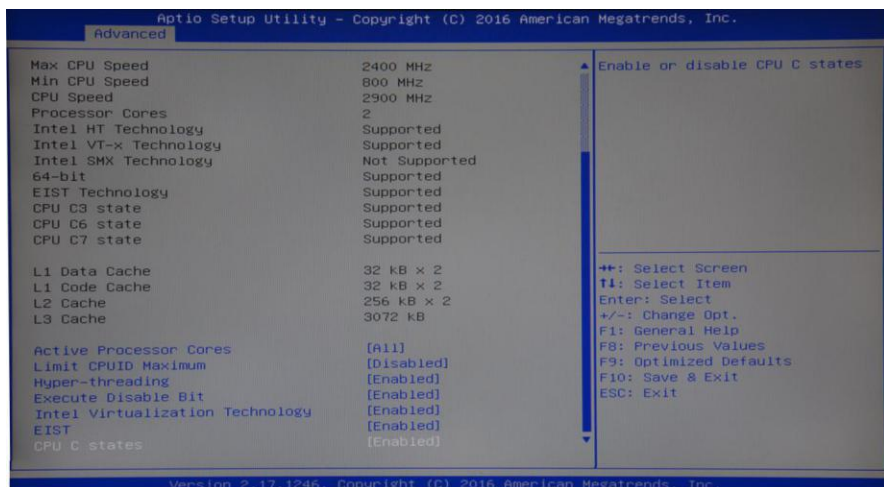 Aptio Setup Utility – Copyright (C) 2016 American Megatrends, Inc.
Advanced
Max CPU Speed 2400 MHz
Min CPU Speed 800 MHz
CPU Speed 2900 MHz
Processor Cores 2
Intel HT Technology Supported
Intel VT-x Technology Supported
Intel SMX Technology Not Supported
64-bit Supported
EIST Technology Supported
CPU C3 state Supported
CPU C6 state Supported
CPU C7 state Supported
L1 Data Cache 32 kB x 2
L1 Code Cache 32 kB x 2
L2 Cache 256 kB x 2
L3 Cache 3072 kB
Active Processor Cores [All]
Limit CPUID Maximum [Disabled]
Hyper-threading [Enabled]
Execute Disable Bit [Enabled]
Intel Virtualization Technology [Enabled]
EIST [Enabled]
CPU C states [Enabled]
Enable or disable CPU C states
→←: Select Screen
↑↓: Select Item
Enter: Select
+/-: Change Opt.
F1: General Help
F8: Previous Values
F9: Optimized Defaults
F10: Save & Exit
ESC: Exit
Version 2.17.1246. Copyright (C) 2016 American Megatrends, Inc.